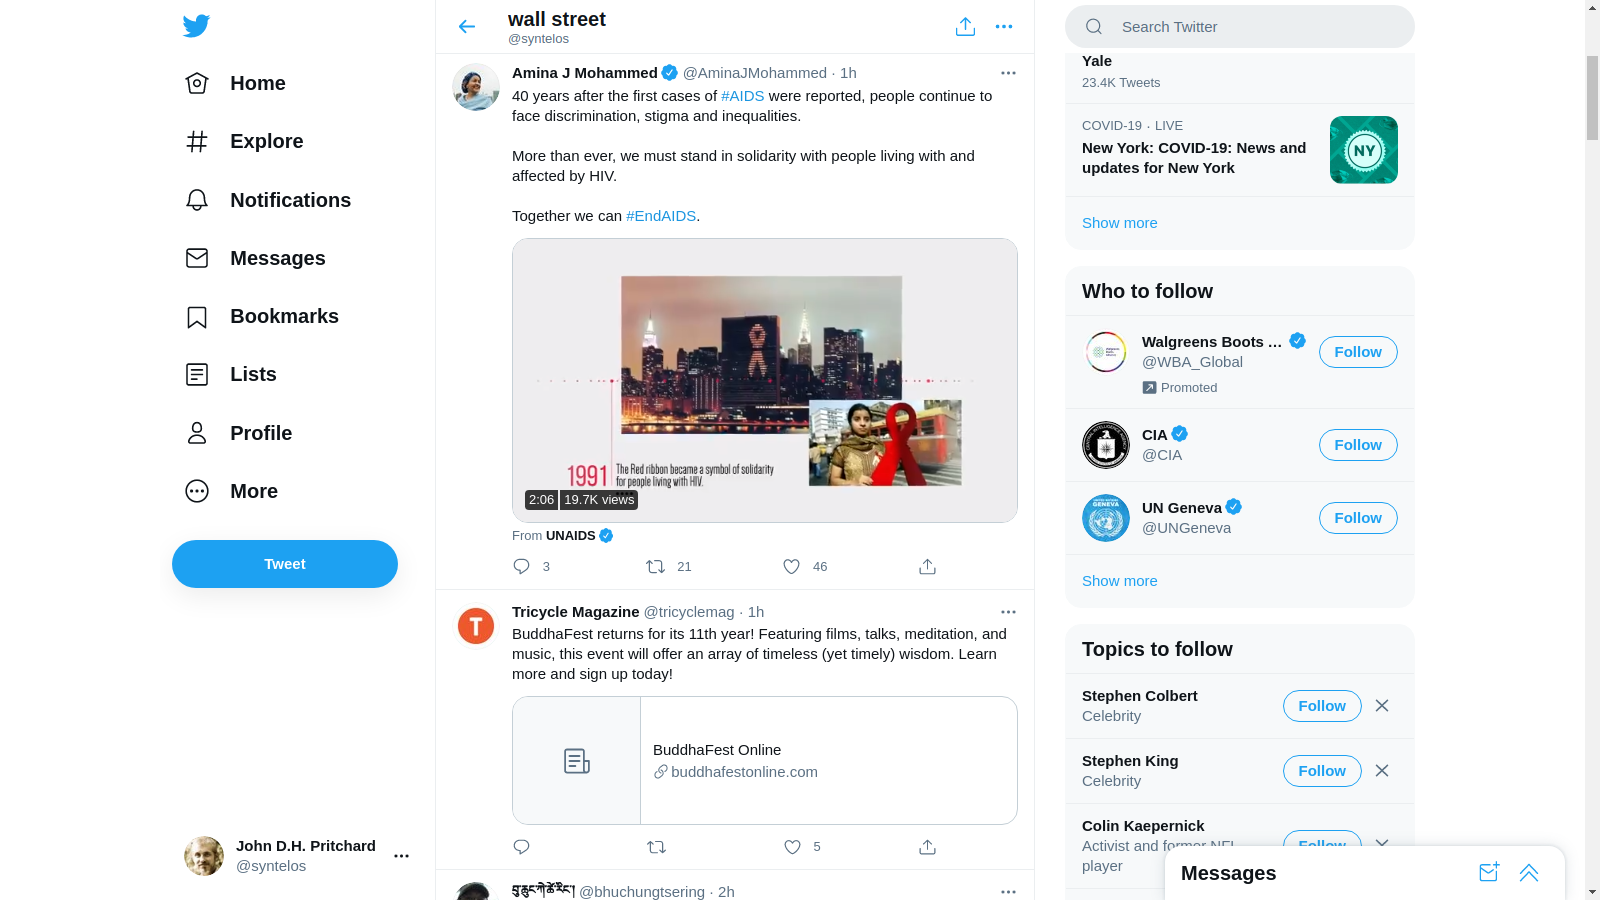 Home
Explore
Notifications
Messages
Bookmarks
Lists
Profile
More
Tweet
John D.H. Pritchard
@syntelos
wall street
@syntelos
Amina J Mohammed @AminaJMohammed · 1h
40 years after the first cases of #AIDS were reported, people continue to
face discrimination, stigma and inequalities.
More than ever, we must stand in solidarity with people living with and
affected by HIV.
Together we can #EndAIDS.
1991
The Red ribbon became a symbol of solidarity
for people living with HIV.
2:06 19.7K views
From UNAIDS
3 21 46
Tricycle Magazine @tricyclemag · 1h
BuddhaFest returns for its 11th year! Featuring films, talks, meditation, and
music, this event will offer an array of timeless (yet timely) wisdom. Learn
more and sign up today!
T
BuddhaFest Online
buddhafestonline.com
5
@bhuchungtsering · 2h
Search Twitter
Yale
23.4K Tweets
COVID-19 · LIVE
New York: COVID-19: News and
updates for New York
NY
Show more
Who to follow
Walgreens Boots ...
@WBA_Global
Promoted
Follow
CIA
@CIA
Follow
UN Geneva
@UNGeneva
Follow
GENEVA
Show more
Topics to follow
Stephen Colbert
Celebrity
Follow
Stephen King
Celebrity
Follow
Colin Kaepernick
Activist and former NFL
player
Follow
Messages